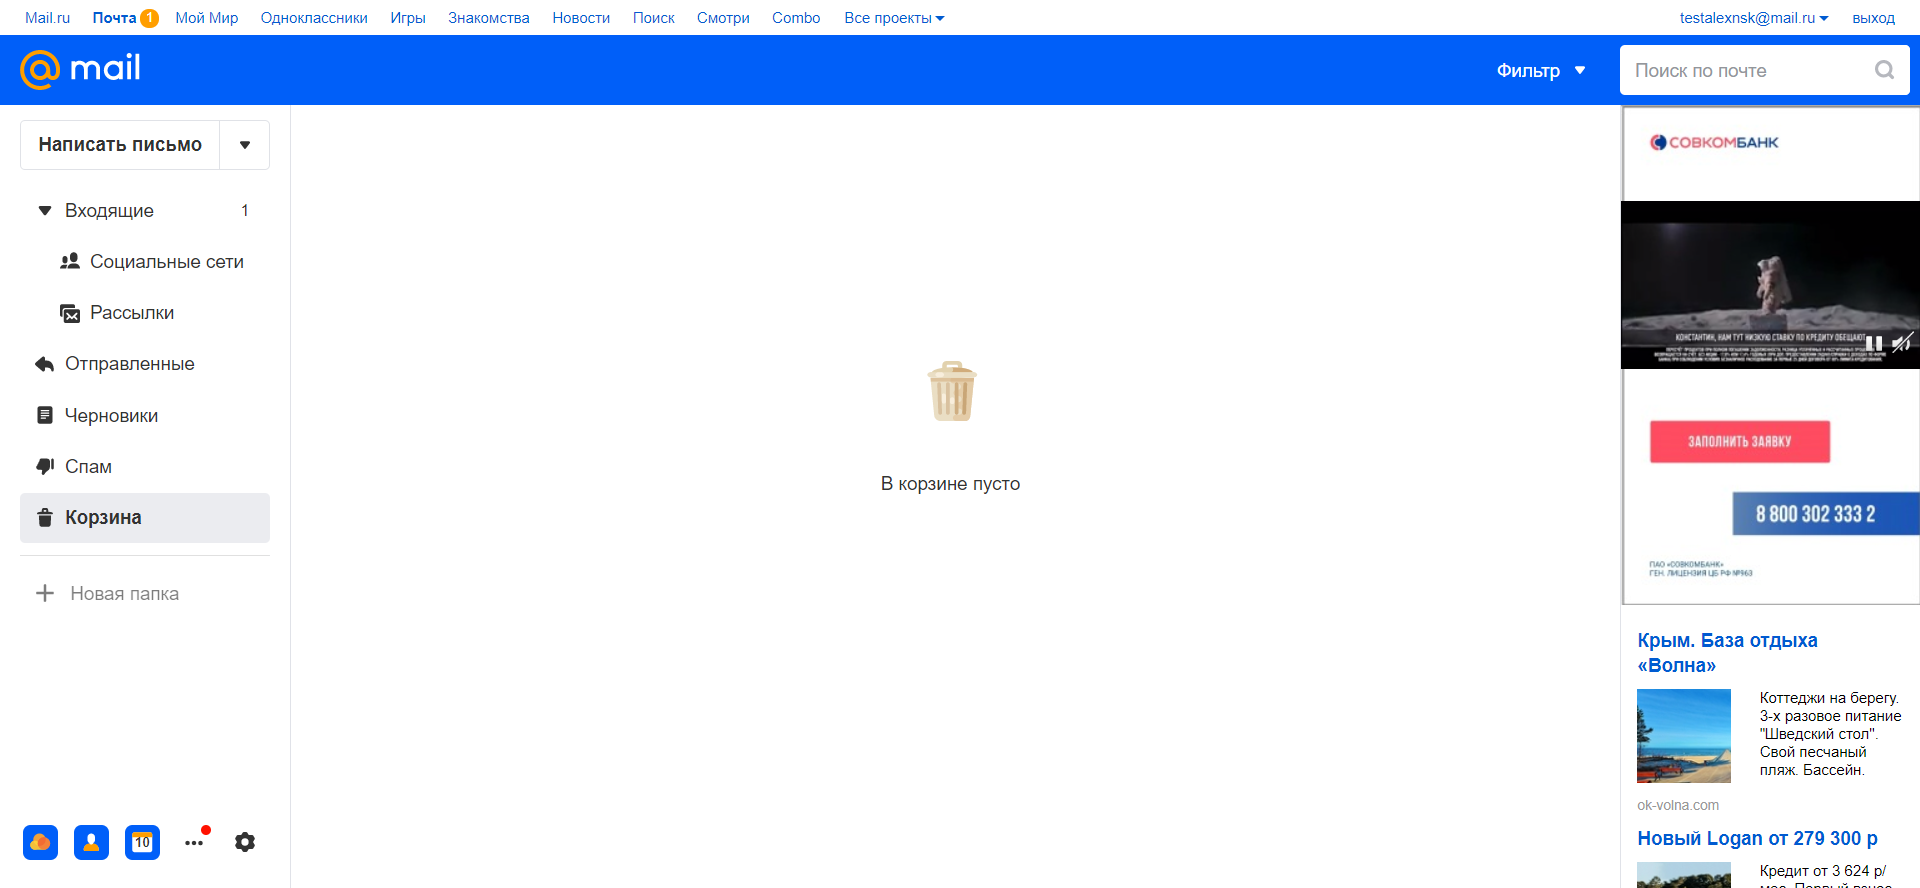 Mail.ru Почта 1 Мой Мир Одноклассники Игры Знакомства Новости Поиск Смотри Combo Все проекты testalexnsk@mail.ru выход
mail Фильтр Поиск по почте
Написать письмо
Входящие 1
Социальные сети
Рассылки
Отправленные
Черновики
Спам
Корзина
Новая папка
10
В корзине пусто
СОВКОМБАНК
КОНСТАНТИН, НАМ ТУТ НИЗКУЮ СТАВКУ ПО КРЕДИТУ ОБЕЩАЮТ
ЗАПОЛНИТЬ ЗАЯВКУ
8 800 302 333 2
ПАО «СОВКОМБАНК»
ГЕН. ЛИЦЕНЗИЯ ЦБ РФ №963
Крым. База отдыха
«Волна»
Коттеджи на берегу.
3-х разовое питание
"Шведский стол".
Свой песчаный
пляж. Бассейн.
ok-volna.com
Новый Logan от 279 300 р
Кредит от 3 624 р/
мес. Первый взнос